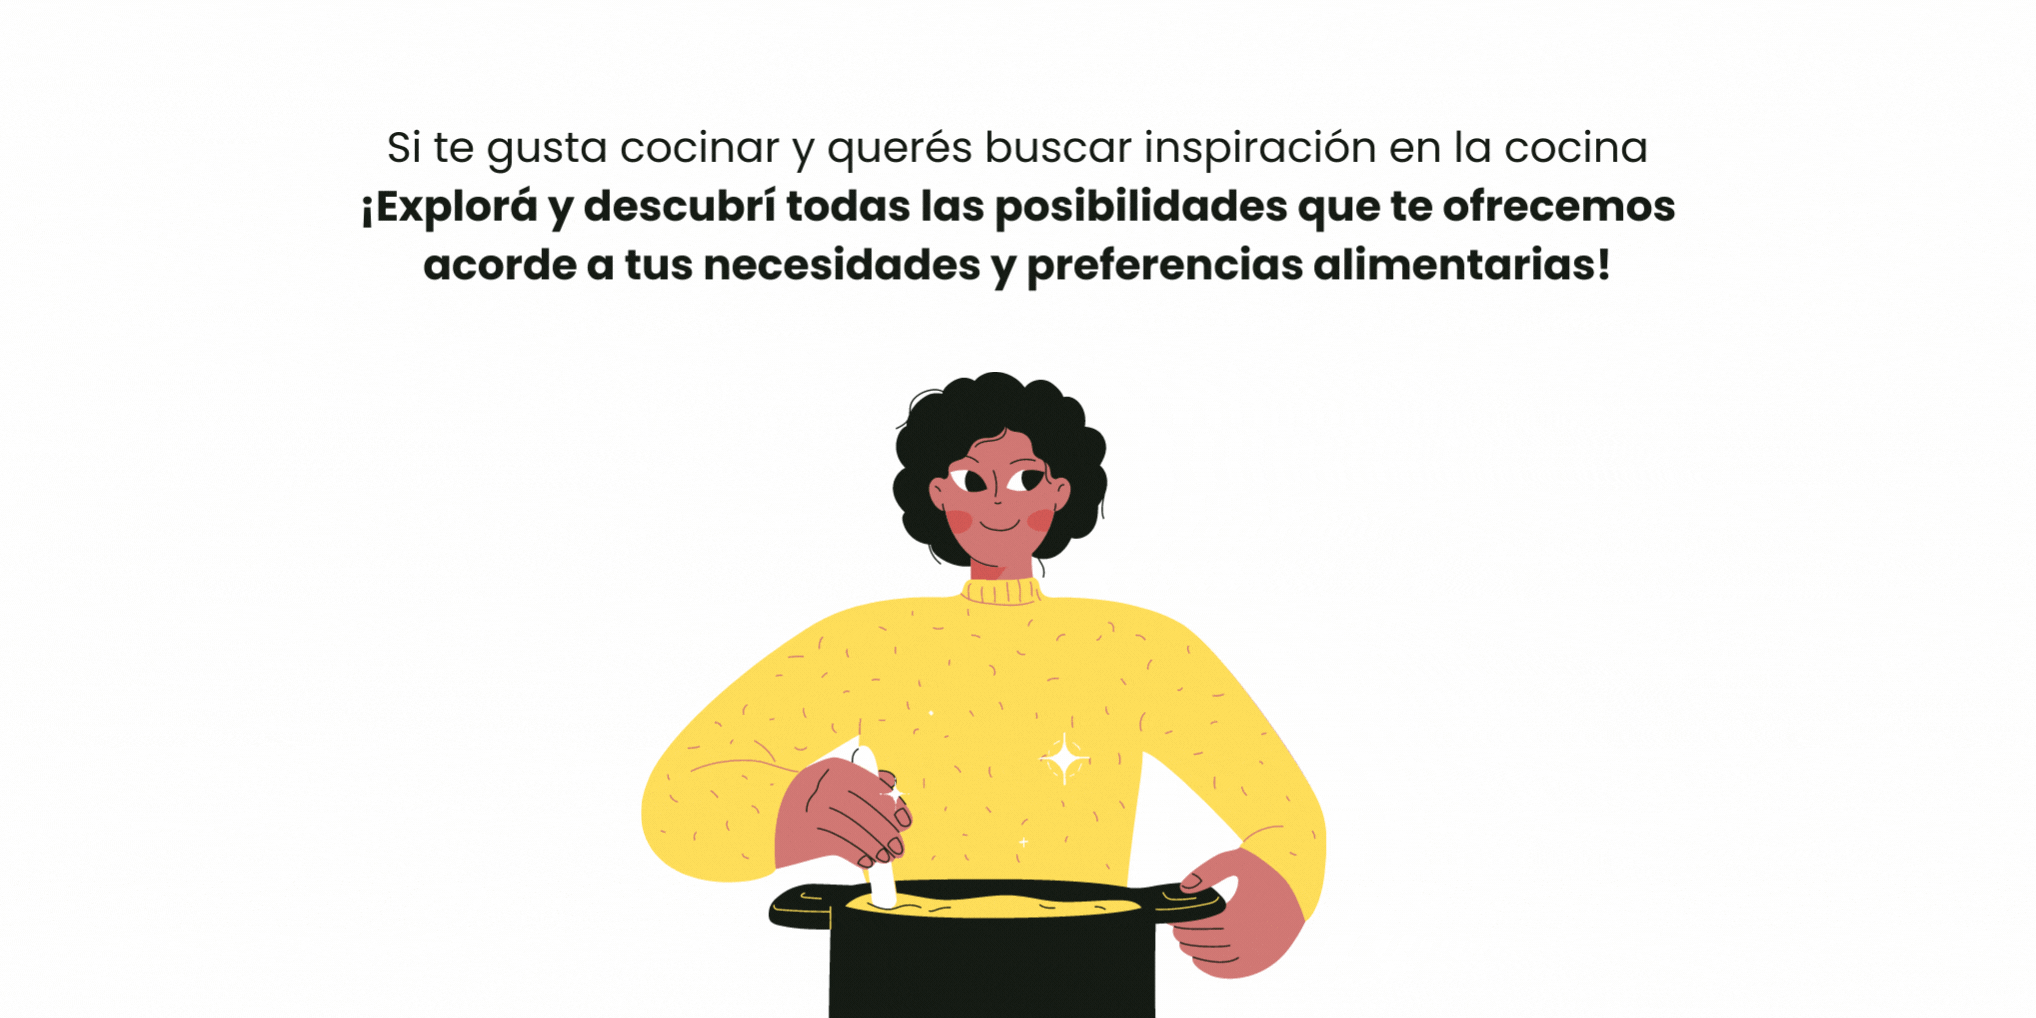 Si te gusta cocinar y querés buscar inspiración en la cocina
¡Explorá y descubrí todas las posibilidades que te ofrecemos
acorde a tus necesidades y preferencias alimentarias!